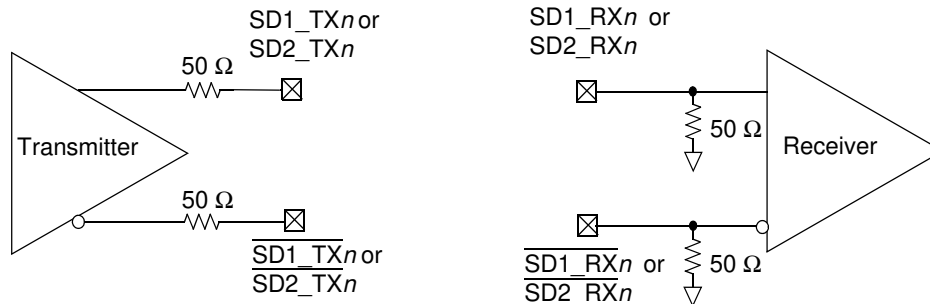 SD1_TXn or
SD2_TXn
50 Ω
Transmitter
50 Ω
SD1_TXn or
SD2_TXn
SD1_RXn or
SD2_RXn
50 Ω
Receiver
50 Ω
SD1_RXn or
SD2_RXn